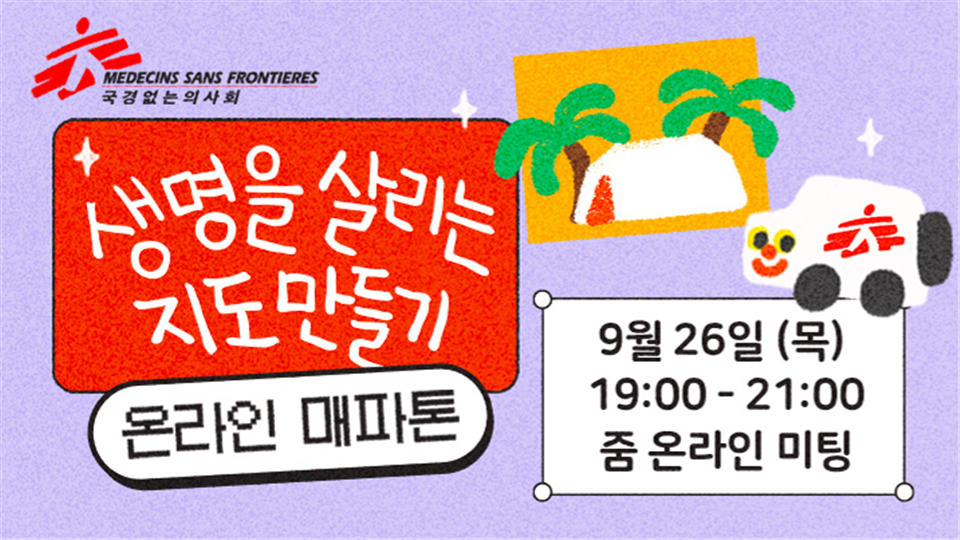 MEDECINS SANS FRONTIERES
국경없는의사회
생명을 살리는
지도만들기
온라인 매파톤
9월 26일 (목)
19:00 - 21:00
줌 온라인 미팅